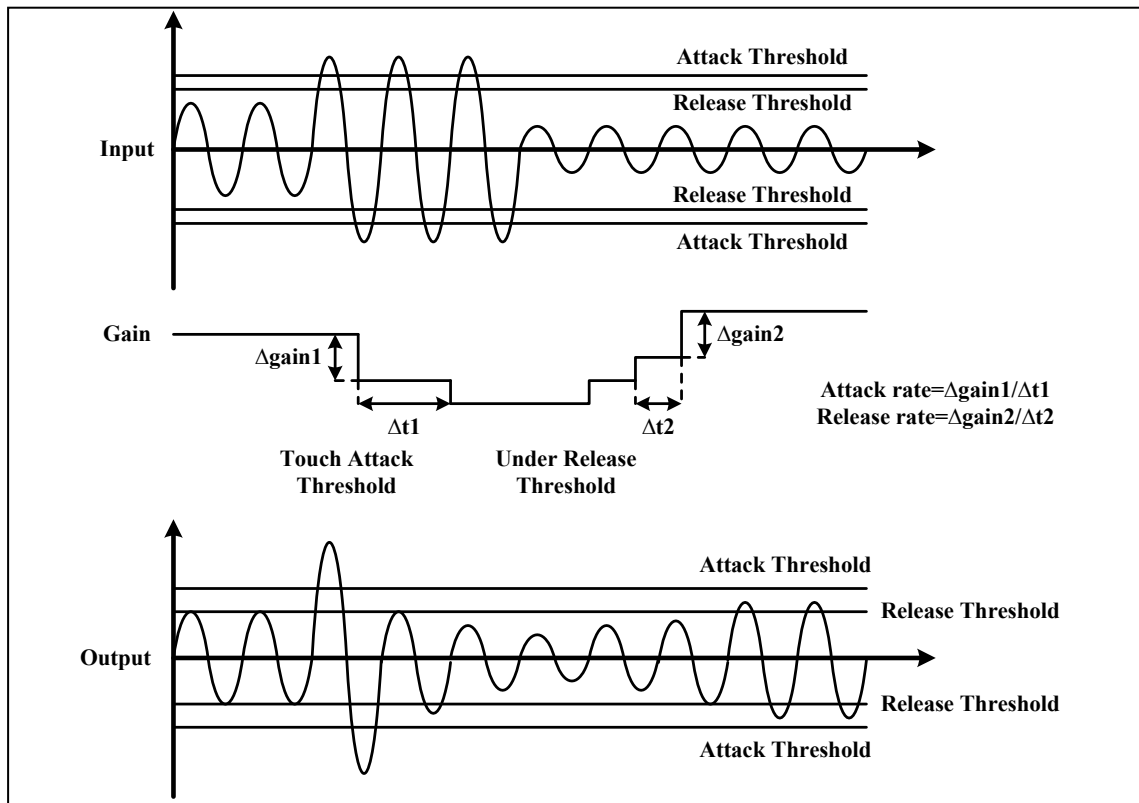 Attack Threshold
Release Threshold
Input
Release Threshold
Attack Threshold
Gain
Δgain1
Δgain2
Attack rate=Δgain1/Δt1
Release rate=Δgain2/Δt2
Δt1
Δt2
Touch Attack
Threshold
Under Release
Threshold
Attack Threshold
Release Threshold
Output
Release Threshold
Attack Threshold